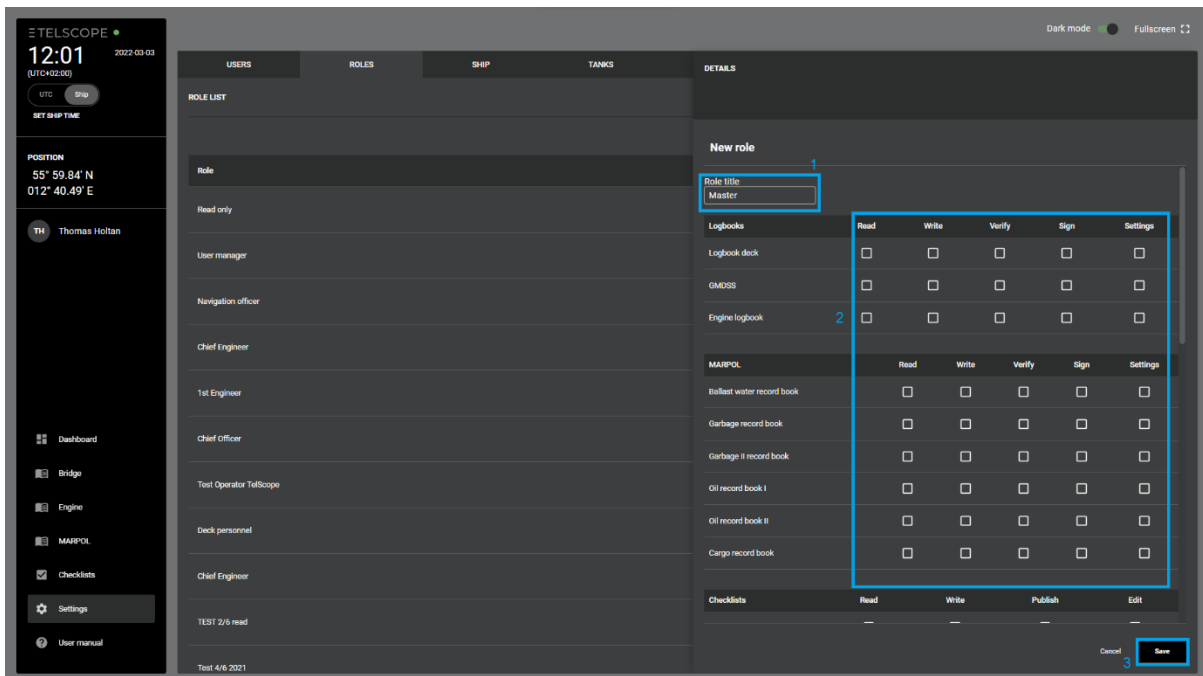 TELSCOPE
Dark mode
Fullscreen
12:01 2022-03-03
(UTC+02:00)
UTC Ship
SET SHIP TIME
POSITION
55° 59.84' N
012° 40.49' E
TH Thomas Holtan
Dashboard
Bridge
Engine
MARPOL
Checklists
Settings
User manual
USERS ROLES SHIP TANKS
ROLE LIST
Role
Read only
User manager
Navigation officer
Chief Engineer
1st Engineer
Chief Officer
Test Operator TelScope
Deck personnel
Chief Engineer
TEST 2/6 read
Test 4/6 2021
DETAILS
New role
1
Role title
Master
Logbooks Read Write Verify Sign Settings
Logbook deck
GMDSS
Engine logbook 2
MARPOL Read Write Verify Sign Settings
Ballast water record book
Garbage record book
Garbage II record book
Oil record book I
Oil record book II
Cargo record book
Checklists Read Write Publish Edit
Cancel 3 Save